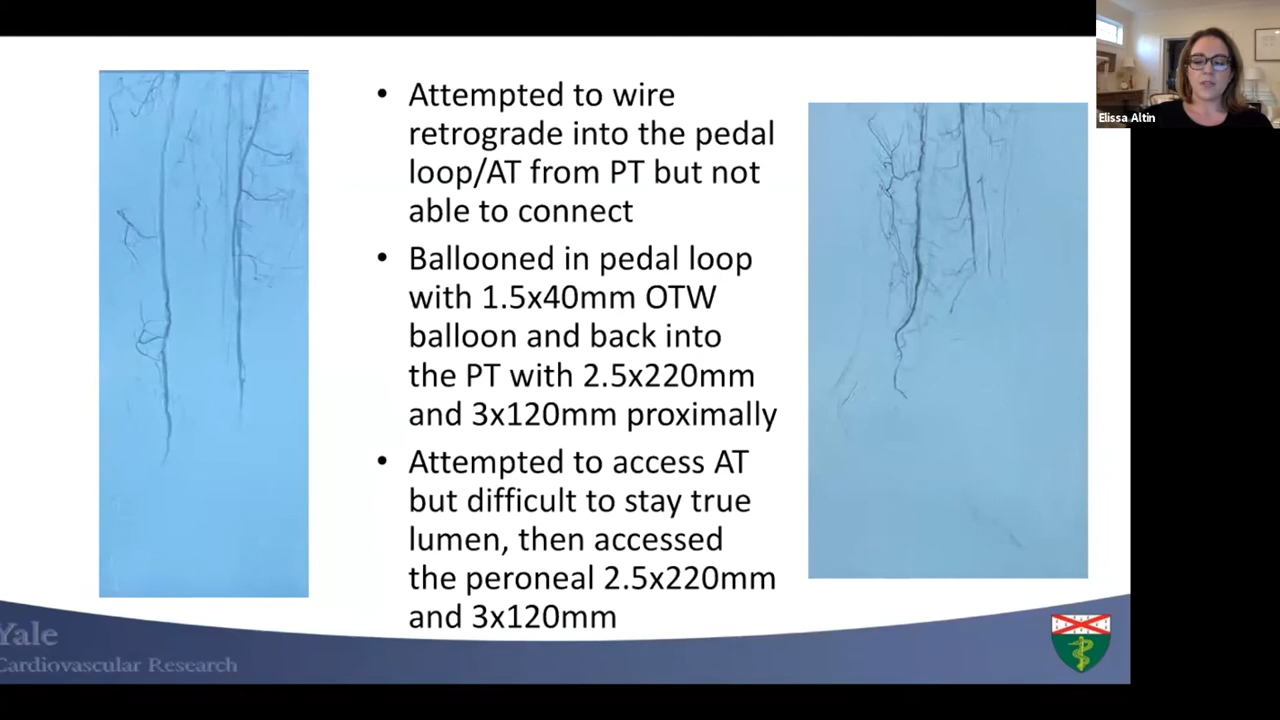 • Attempted to wire
retrograde into the pedal
loop/AT from PT but not
able to connect
• Ballooned in pedal loop
with 1.5x40mm OTW
balloon and back into
the PT with 2.5x220mm
and 3x120mm proximally
• Attempted to access AT
but difficult to stay true
lumen, then accessed
the peroneal 2.5x220mm
and 3x120mm
Elissa Altin
Yale
Cardiovascular Research